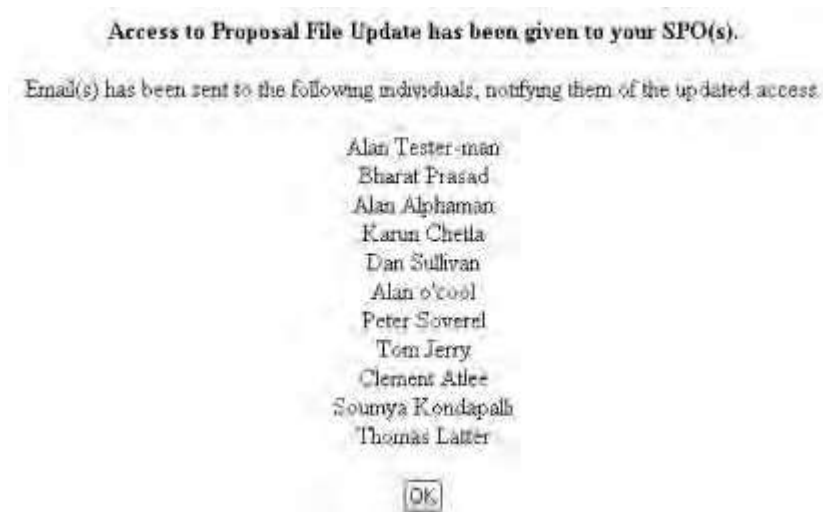 Access to Proposal File Update has been given to your SPO(s).
Email(s) has been sent to the following individuals, notifying them of the updated access.
Alan Tester-man
Bharat Prasad
Alan Alphaman
Karun Chetla
Dan Sullivan
Alan o'cool
Peter Soverel
Tom Jerry
Clement Atlee
Soumya Kondapalli
Thomas Latter
OK